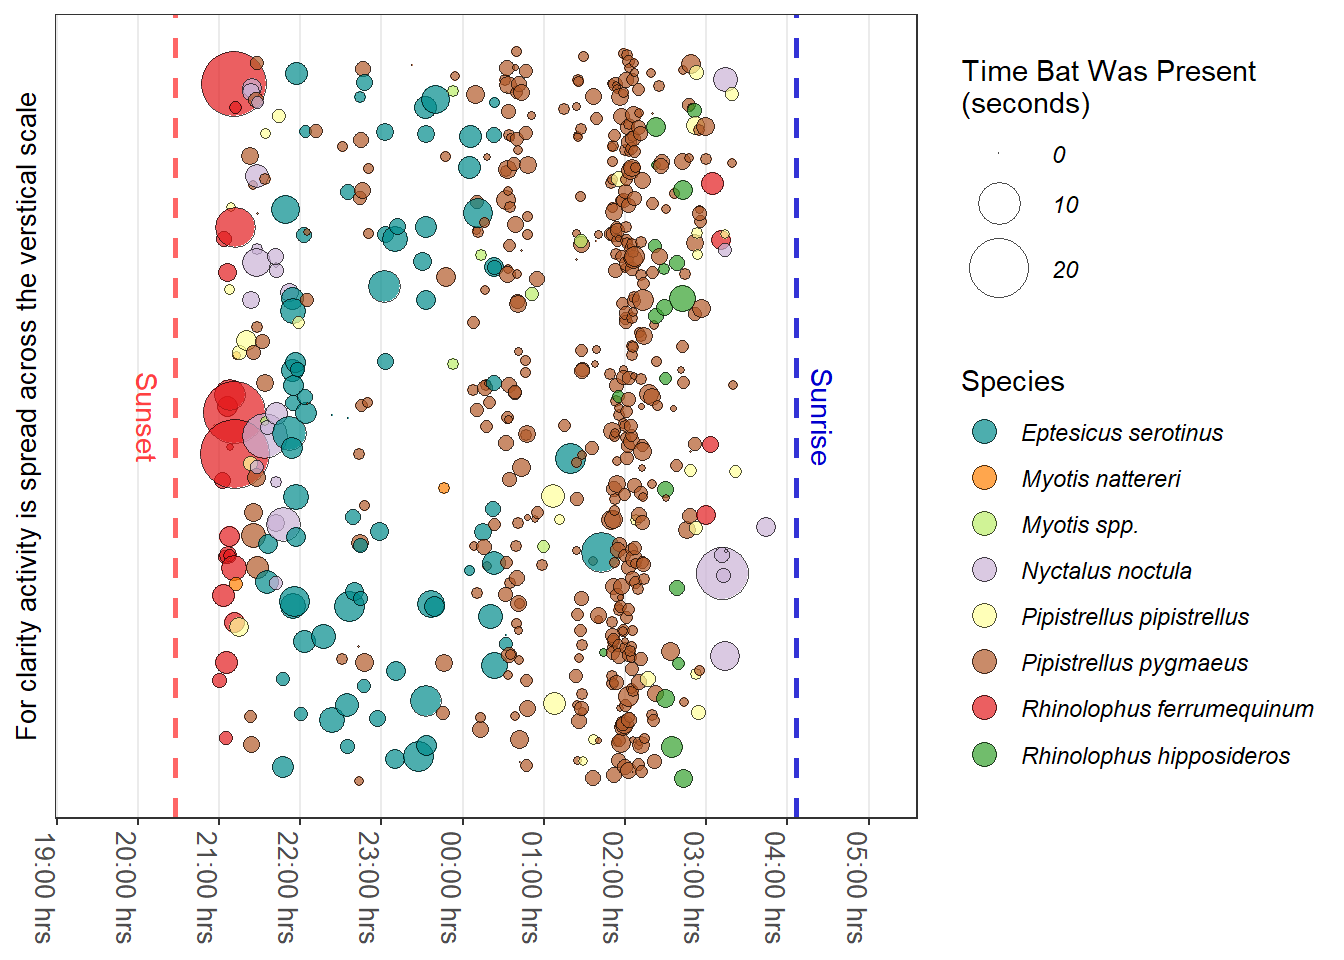 For clarity activity is spread across the verstical scale
Sunset
Sunrise
19:00 hrs
20:00 hrs
21:00 hrs
22:00 hrs
23:00 hrs
00:00 hrs
01:00 hrs
02:00 hrs
03:00 hrs
04:00 hrs
05:00 hrs
Time Bat Was Present
(seconds)
0
10
20
Species
Eptesicus serotinus
Myotis nattereri
Myotis spp.
Nyctalus noctula
Pipistrellus pipistrellus
Pipistrellus pygmaeus
Rhinolophus ferrumequinum
Rhinolophus hipposideros